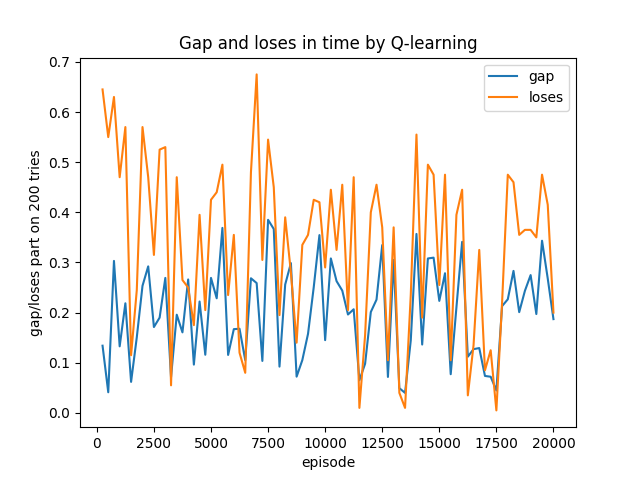 Gap and loses in time by Q-learning
gap
loses
gap/loses part on 200 tries
0.7
0.6
0.5
0.4
0.3
0.2
0.1
0.0
0 2500 5000 7500 10000 12500 15000 17500 20000
episode